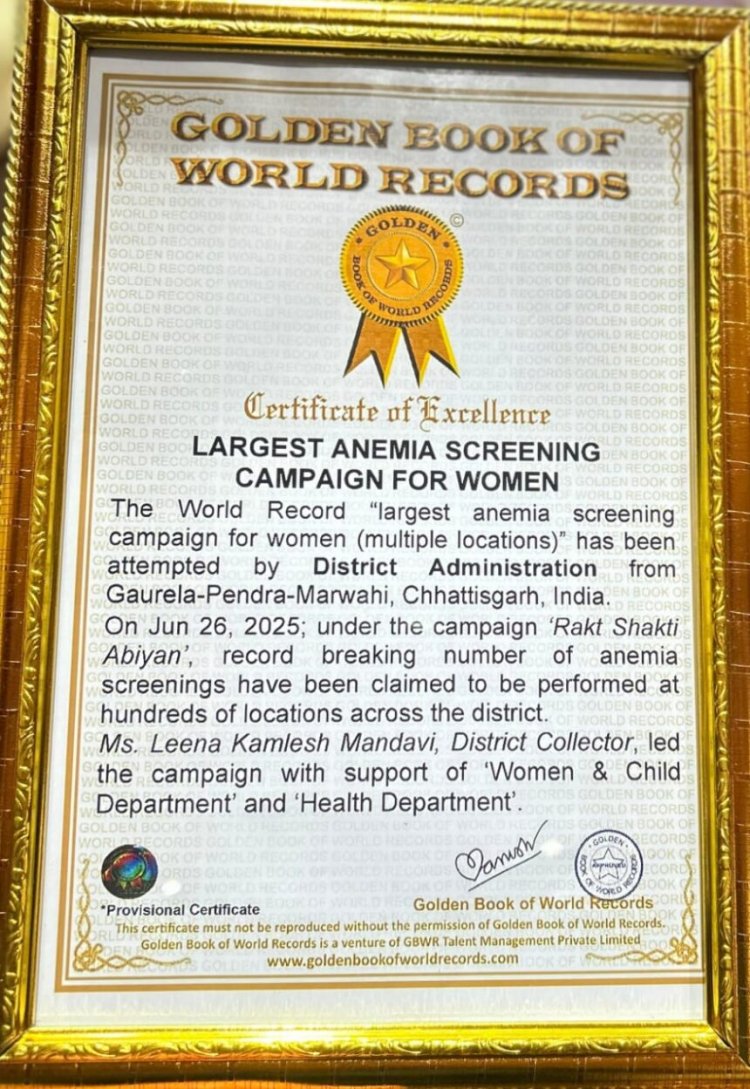 GOLDEN BOOK OF
WORLD RECORDS
©
GOLDEN
BOOK OF WORLD RECORDS
Certificate of Excellence
LARGEST ANEMIA SCREENING
CAMPAIGN FOR WOMEN
The World Record “largest anemia screening
campaign for women (multiple locations)” has been
attempted by District Administration from
Gaurela-Pendra-Marwahi, Chhattisgarh, India.
On Jun 26, 2025; under the campaign ‘Rakt Shakti
Abiyan’, record breaking number of anemia
screenings have been claimed to be performed at
hundreds of locations across the district.
Ms. Leena Kamlesh Mandavi, District Collector, led
the campaign with support of ‘Women & Child
Department’ and ‘Health Department’.
GOLDEN
BOOK OF WORLD RECORDS
*Provisional Certificate
Golden Book of World Records
This certificate must not be reproduced without the permission of Golden Book of World Records.
Golden Book of World Records is a venture of GBWR Talent Management Private Limited
www.goldenbookofworldrecords.com